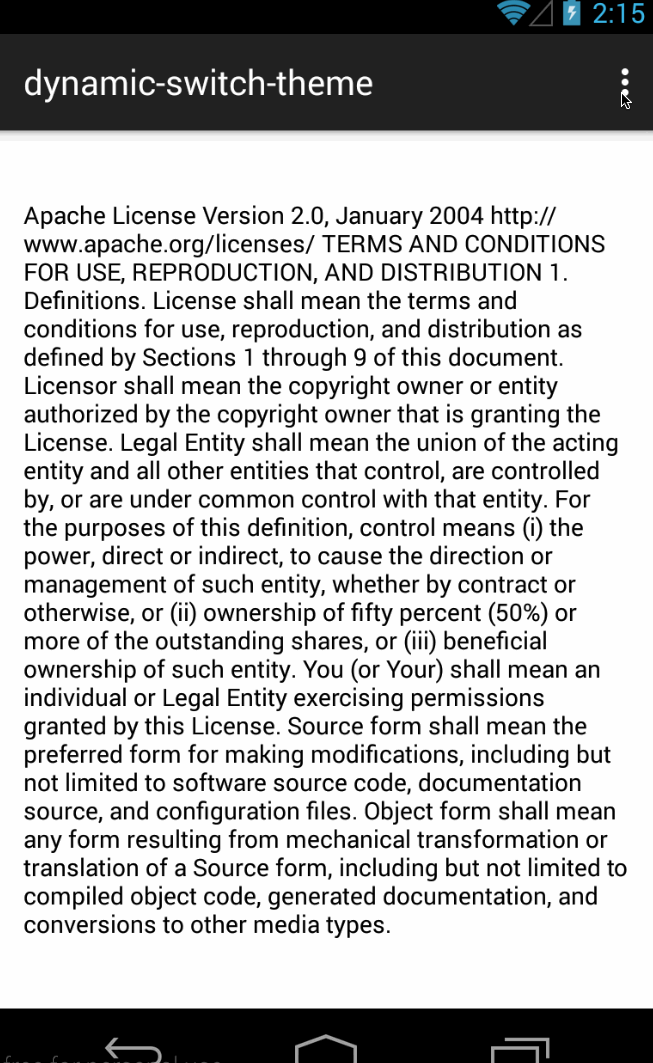 2:15
dynamic-switch-theme
Apache License Version 2.0, January 2004 http://
www.apache.org/licenses/ TERMS AND CONDITIONS
FOR USE, REPRODUCTION, AND DISTRIBUTION 1.
Definitions. License shall mean the terms and
conditions for use, reproduction, and distribution as
defined by Sections 1 through 9 of this document.
Licensor shall mean the copyright owner or entity
authorized by the copyright owner that is granting the
License. Legal Entity shall mean the union of the acting
entity and all other entities that control, are controlled
by, or are under common control with that entity. For
the purposes of this definition, control means (i) the
power, direct or indirect, to cause the direction or
management of such entity, whether by contract or
otherwise, or (ii) ownership of fifty percent (50%) or
more of the outstanding shares, or (iii) beneficial
ownership of such entity. You (or Your) shall mean an
individual or Legal Entity exercising permissions
granted by this License. Source form shall mean the
preferred form for making modifications, including but
not limited to software source code, documentation
source, and configuration files. Object form shall mean
any form resulting from mechanical transformation or
translation of a Source form, including but not limited to
compiled object code, generated documentation, and
conversions to other media types.
free for personal use